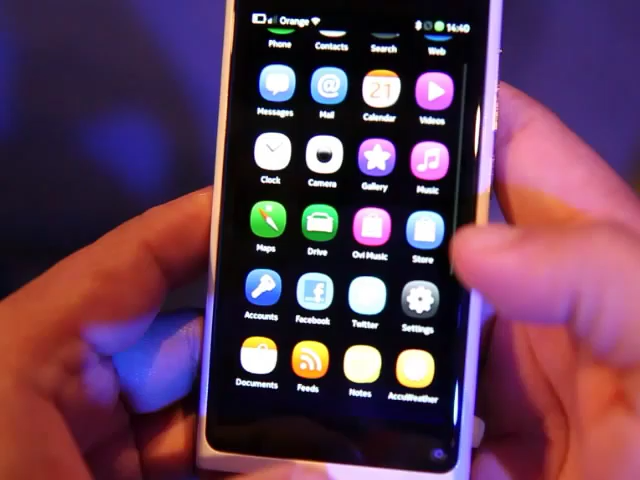 Orange 14:40
Phone Contacts Search Web
Messages Mail 21 Calendar Videos
Clock Camera Gallery Music
Maps Drive Ovi Music Store
Accounts Facebook Twitter Settings
Documents Feeds Notes AccuWeather